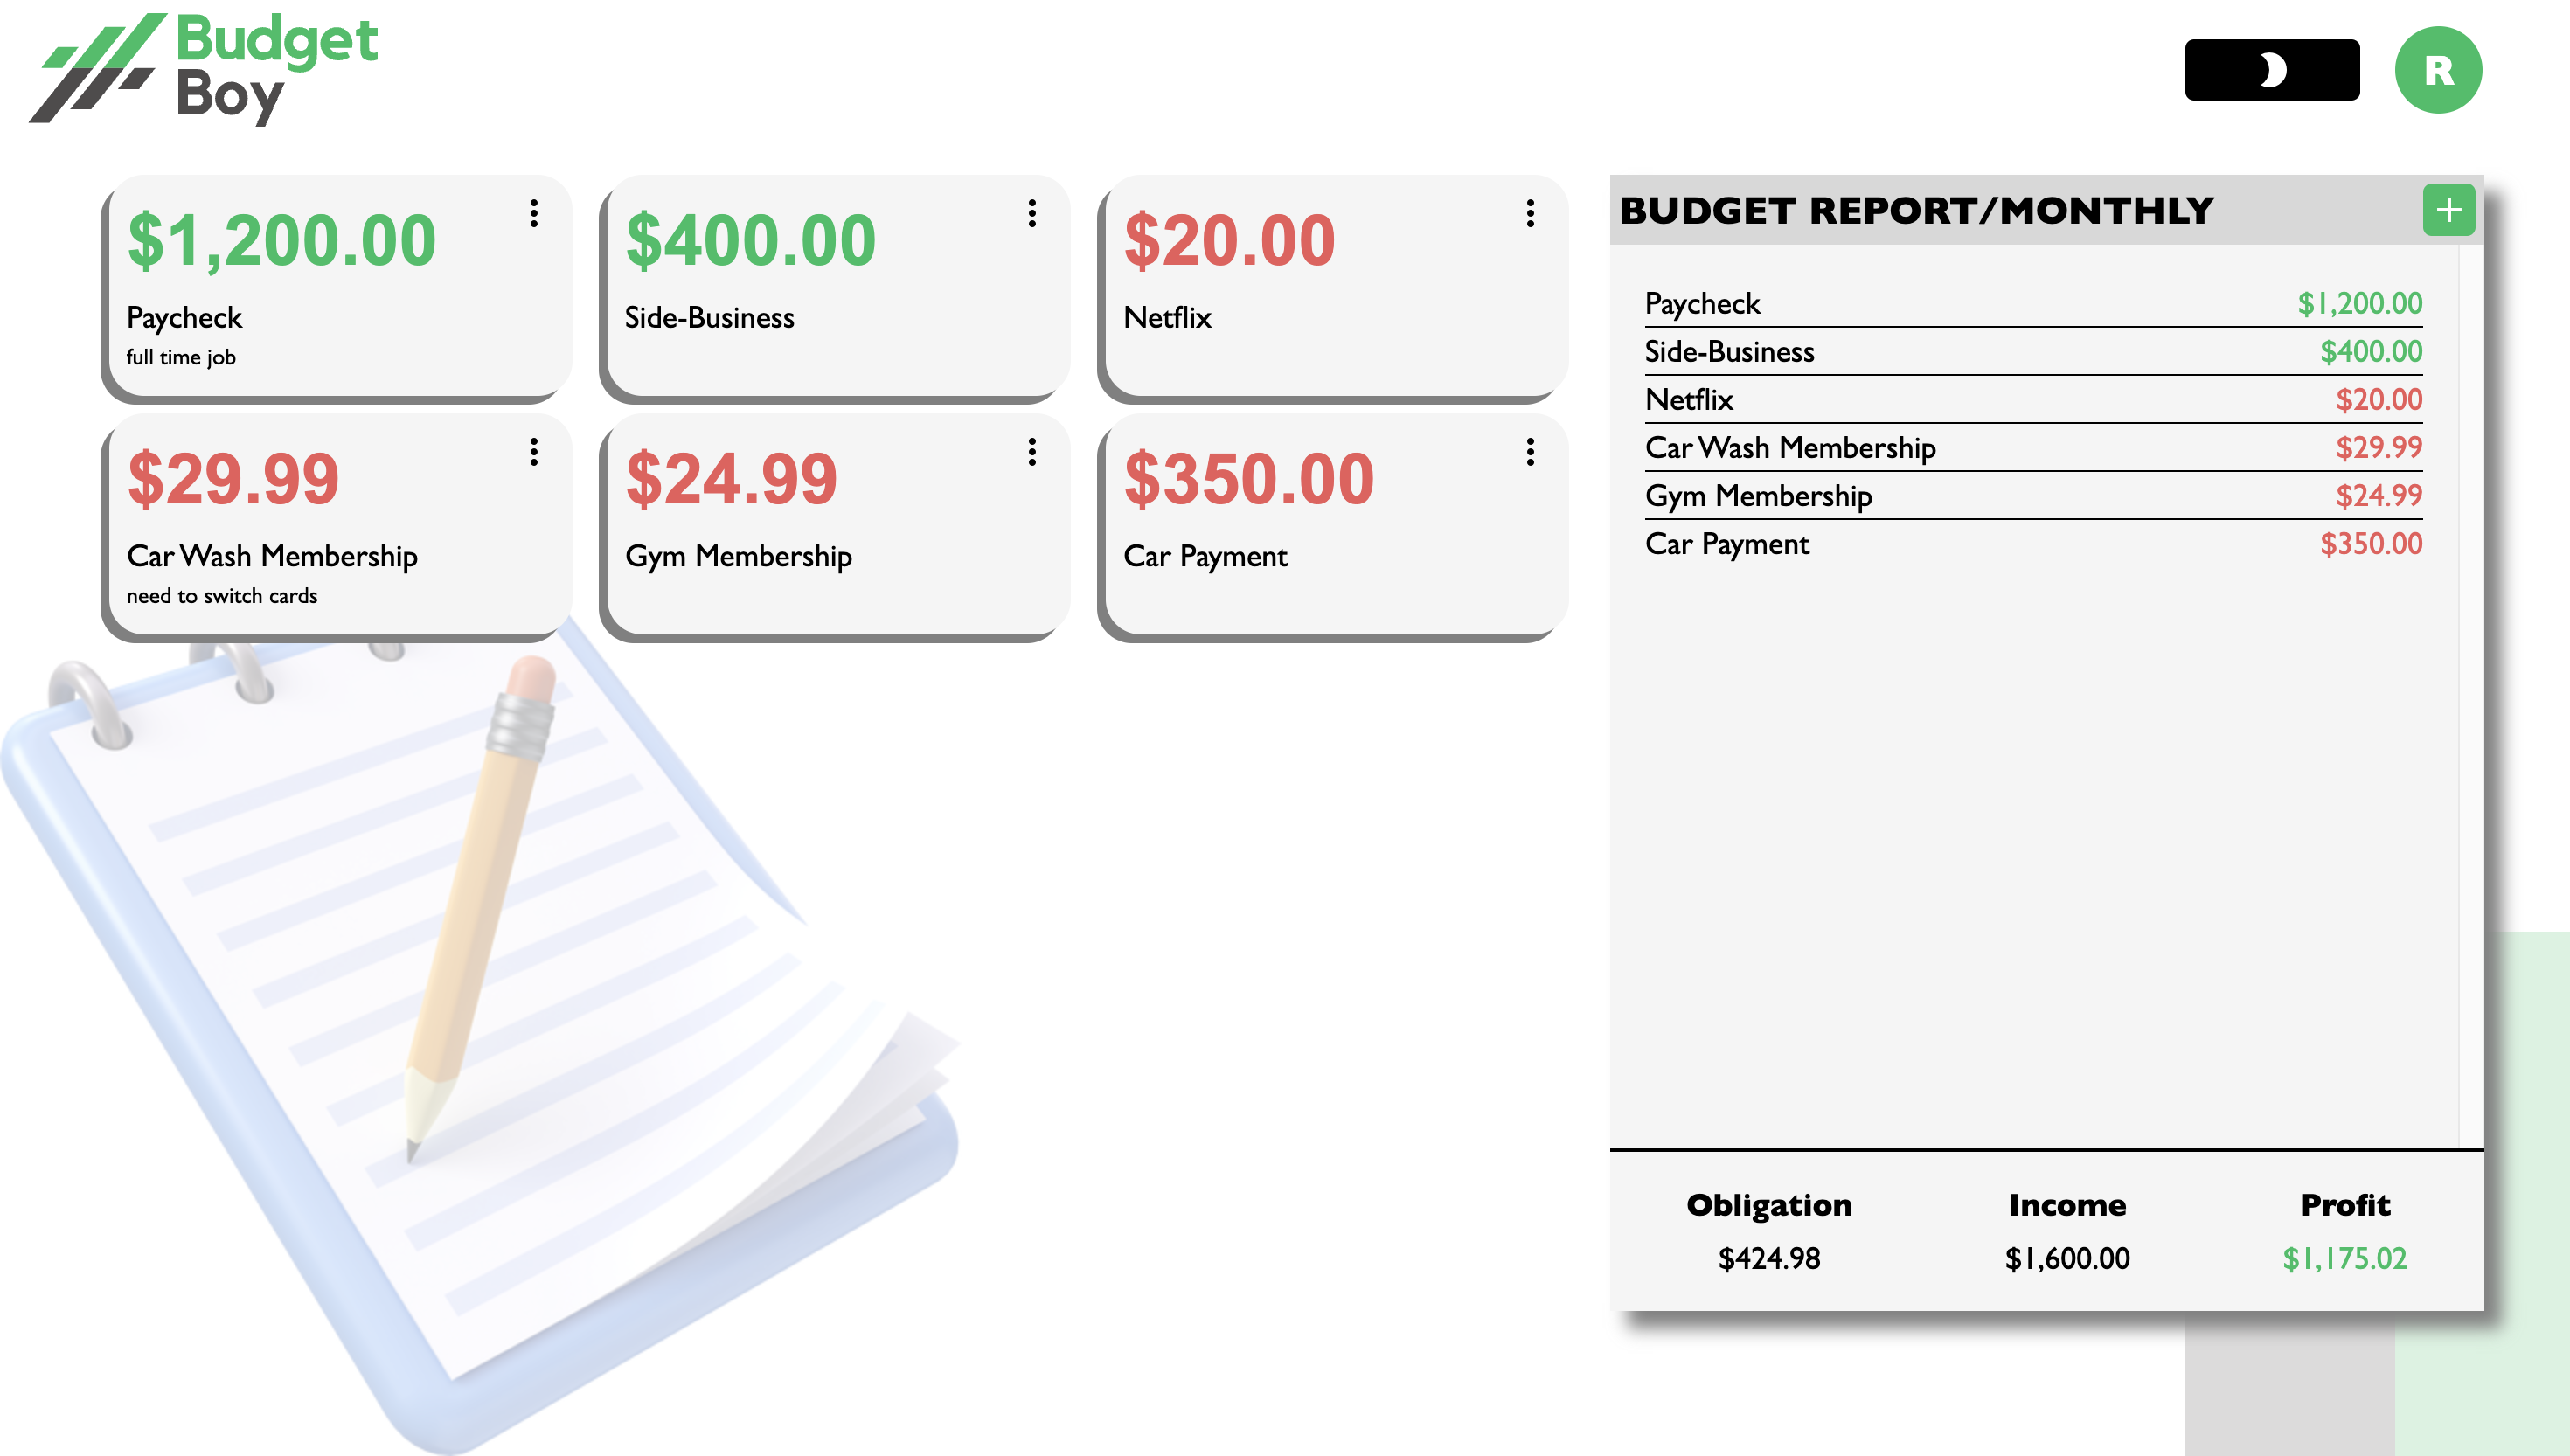 Budget
Boy
R
$1,200.00
Paycheck
full time job
$400.00
Side-Business
$20.00
Netflix
$29.99
Car Wash Membership
need to switch cards
$24.99
Gym Membership
$350.00
Car Payment
BUDGET REPORT/MONTHLY
+
Paycheck $1,200.00
Side-Business $400.00
Netflix $20.00
Car Wash Membership $29.99
Gym Membership $24.99
Car Payment $350.00
Obligation Income Profit
$424.98 $1,600.00 $1,175.02